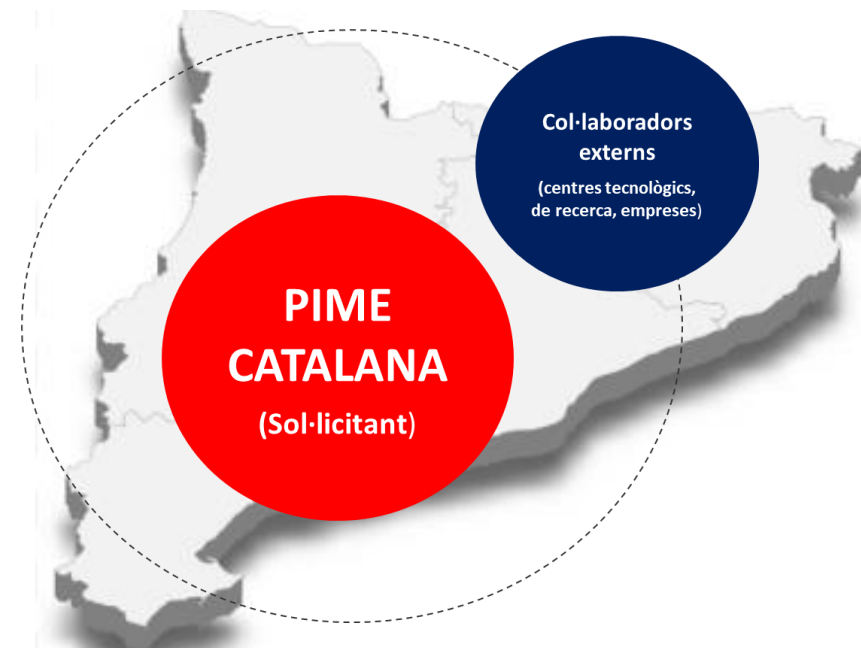 Col·laboradors
externs
(centres tecnològics,
de recerca, empreses)
PIME
CATALANA
(Sol·licitant)